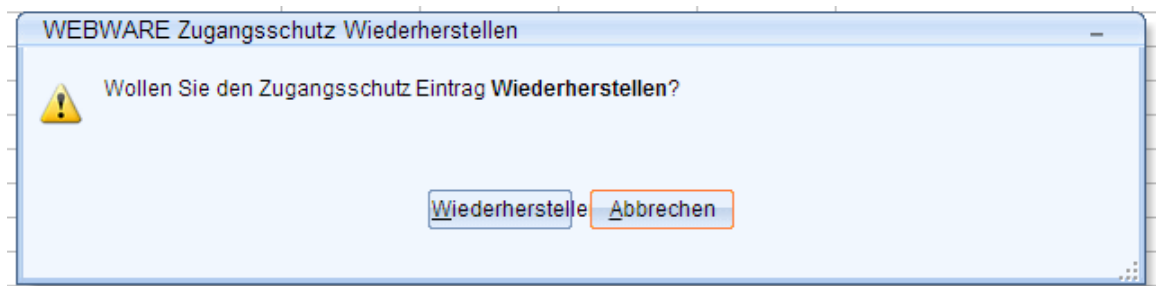 WEBWARE Zugangsschutz Wiederherstellen
Wollen Sie den Zugangsschutz Eintrag Wiederherstellen?
Wiederherstelle Abbrechen